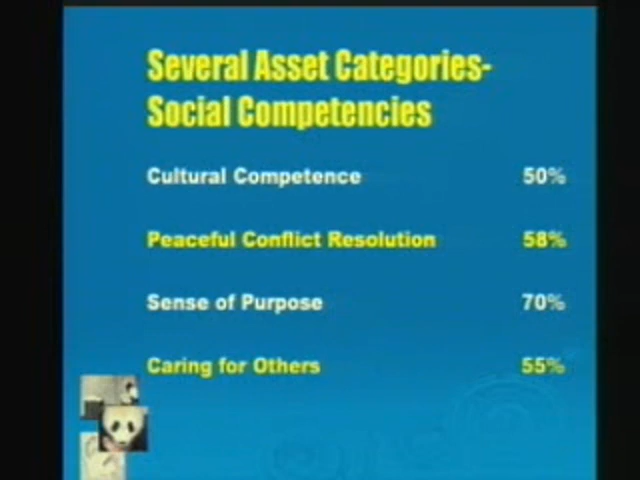 Several Asset Categories-
Social Competencies
Cultural Competence 50%
Peaceful Conflict Resolution 58%
Sense of Purpose 70%
Caring for Others 55%